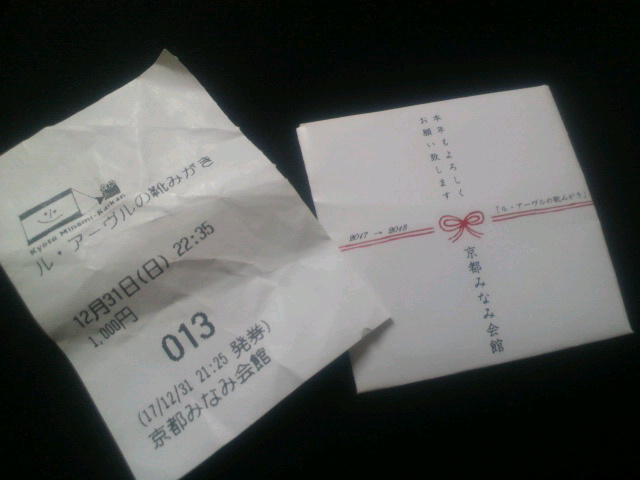 Kyoto Minami-Kaikan
ル・アーヴルの靴みがき
12月31日(日) 22:35
1,000円
013
(17/12/31 21:25 発券)
京都みなみ会館
本年もよろしく
お願い致します
2017 → 2018
「ル・アーヴルの靴みがき」
京都みなみ会館